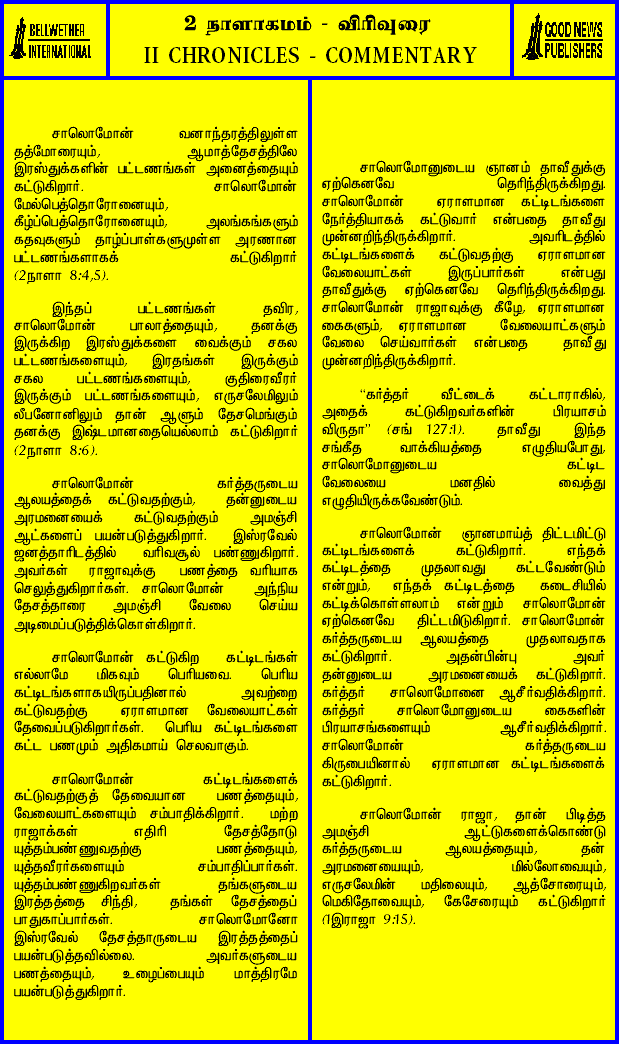 BELLWETHER
INTERNATIONAL
2 நாளாகமம் - விரிவுரை
II CHRONICLES - COMMENTARY
GOOD NEWS
PUBLISHERS
சாலொமோன் வனாந்தரத்திலுள்ள
தத்மோரையும், ஆமாத்தேசத்திலே
இரஸ்துக்களின் பட்டணங்கள் அனைத்தையும்
கட்டுகிறார். சாலொமோன்
மேல்பெத்தொரோனையும்,
கீழ்ப்பெத்தொரோனையும், அலங்கங்களும்
கதவுகளும் தாழ்ப்பாள்களுமுள்ள அரணான
பட்டணங்களாகக் கட்டுகிறார்
(2நாளா 8:4,5).
இந்தப் பட்டணங்கள் தவிர,
சாலொமோன் பாலாத்தையும், தனக்கு
இருக்கிற இரஸ்துக்களை வைக்கும் சகல
பட்டணங்களையும், இரதங்கள் இருக்கும்
சகல பட்டணங்களையும், குதிரைவீரர்
இருக்கும் பட்டணங்களையும், எருசலேமிலும்
லீபனோனிலும் தான் ஆளும் தேசமெங்கும்
தனக்கு இஷ்டமானதையெல்லாம் கட்டுகிறார்
(2நாளா 8:6).
சாலொமோன் கர்த்தருடைய
ஆலயத்தைக் கட்டுவதற்கும், தன்னுடைய
அரமனையைக் கட்டுவதற்கும் அமஞ்சி
ஆட்களைப் பயன்படுத்துகிறார். இஸ்ரவேல்
ஜனத்தாரிடத்தில் வரிவசூல் பண்ணுகிறார்.
அவர்கள் ராஜாவுக்கு பணத்தை வரியாக
செலுத்துகிறார்கள். சாலொமோன் அந்நிய
தேசத்தாரை அமஞ்சி வேலை செய்ய
அடிமைப்படுத்திக்கொள்கிறார்.
சாலொமோன் கட்டுகிற கட்டிடங்கள்
எல்லாமே மிகவும் பெரியவை. பெரிய
கட்டிடங்களாகயிருப்பதினால் அவற்றை
கட்டுவதற்கு ஏராளமான வேலையாட்கள்
தேவைப்படுகிறார்கள். பெரிய கட்டிடங்களை
கட்ட பணமும் அதிகமாய் செலவாகும்.
சாலொமோன் கட்டிடங்களைக்
கட்டுவதற்குத் தேவையான பணத்தையும்,
வேலையாட்களையும் சம்பாதிக்கிறார். மற்ற
ராஜாக்கள் எதிரி தேசத்தோடு
யுத்தம்பண்ணுவதற்கு பணத்தையும்,
யுத்தவீரர்களையும் சம்பாதிப்பார்கள்.
யுத்தம்பண்ணுகிறவர்கள் தங்களுடைய
இரத்தத்தை சிந்தி, தங்கள் தேசத்தைப்
பாதுகாப்பார்கள். சாலொமோனோ
இஸ்ரவேல் தேசத்தாருடைய இரத்தத்தைப்
பயன்படுத்தவில்லை. அவர்களுடைய
பணத்தையும், உழைப்பையும் மாத்திரமே
பயன்படுத்துகிறார்.
சாலொமோனுடைய ஞானம் தாவீதுக்கு
ஏற்கெனவே தெரிந்திருக்கிறது.
சாலொமோன் ஏராளமான கட்டிடங்களை
நேர்த்தியாகக் கட்டுவார் என்பதை தாவீது
முன்னறிந்திருக்கிறார். அவரிடத்தில்
கட்டிடங்களைக் கட்டுவதற்கு ஏராளமான
வேலையாட்கள் இருப்பார்கள் என்பது
தாவீதுக்கு ஏற்கெனவே தெரிந்திருக்கிறது.
சாலொமோன் ராஜாவுக்கு கீழே, ஏராளமான
கைகளும், ஏராளமான வேலையாட்களும்
வேலை செய்வார்கள் என்பதை தாவீது
முன்னறிந்திருக்கிறார்.
“கர்த்தர் வீட்டைக் கட்டாராகில்,
அதைக் கட்டுகிறவர்களின் பிரயாசம்
விருதா” (சங் 127:1). தாவீது இந்த
சங்கீத வாக்கியத்தை எழுதியபோது,
சாலொமோனுடைய கட்டிட
வேலையை மனதில் வைத்து
எழுதியிருக்கவேண்டும்.
சாலொமோன் ஞானமாய்த் திட்டமிட்டு
கட்டிடங்களைக் கட்டுகிறார். எந்தக்
கட்டிடத்தை முதலாவது கட்டவேண்டும்
என்றும், எந்தக் கட்டிடத்தை கடைசியில்
கட்டிக்கொள்ளலாம் என்றும் சாலொமோன்
ஏற்கெனவே திட்டமிடுகிறார். சாலொமோன்
கர்த்தருடைய ஆலயத்தை முதலாவதாக
கட்டுகிறார். அதன்பின்பு அவர்
தன்னுடைய அரமனையைக் கட்டுகிறார்.
கர்த்தர் சாலொமோனை ஆசீர்வதிக்கிறார்.
கர்த்தர் சாலொமோனுடைய கைகளின்
பிரயாசங்களையும் ஆசீர்வதிக்கிறார்.
சாலொமோன் கர்த்தருடைய
கிருபையினால் ஏராளமான கட்டிடங்களைக்
கட்டுகிறார்.
சாலொமோன் ராஜா, தான் பிடித்த
அமஞ்சி ஆட்டுகளைக்கொண்டு
கர்த்தருடைய ஆலயத்தையும், தன்
அரமனையையும், மில்லோவையும்,
எருசலேமின் மதிலையும், ஆத்சோரையும்,
மெகிதோவையும், கேசேரையும் கட்டுகிறார்
(1இராஜா 9:15).